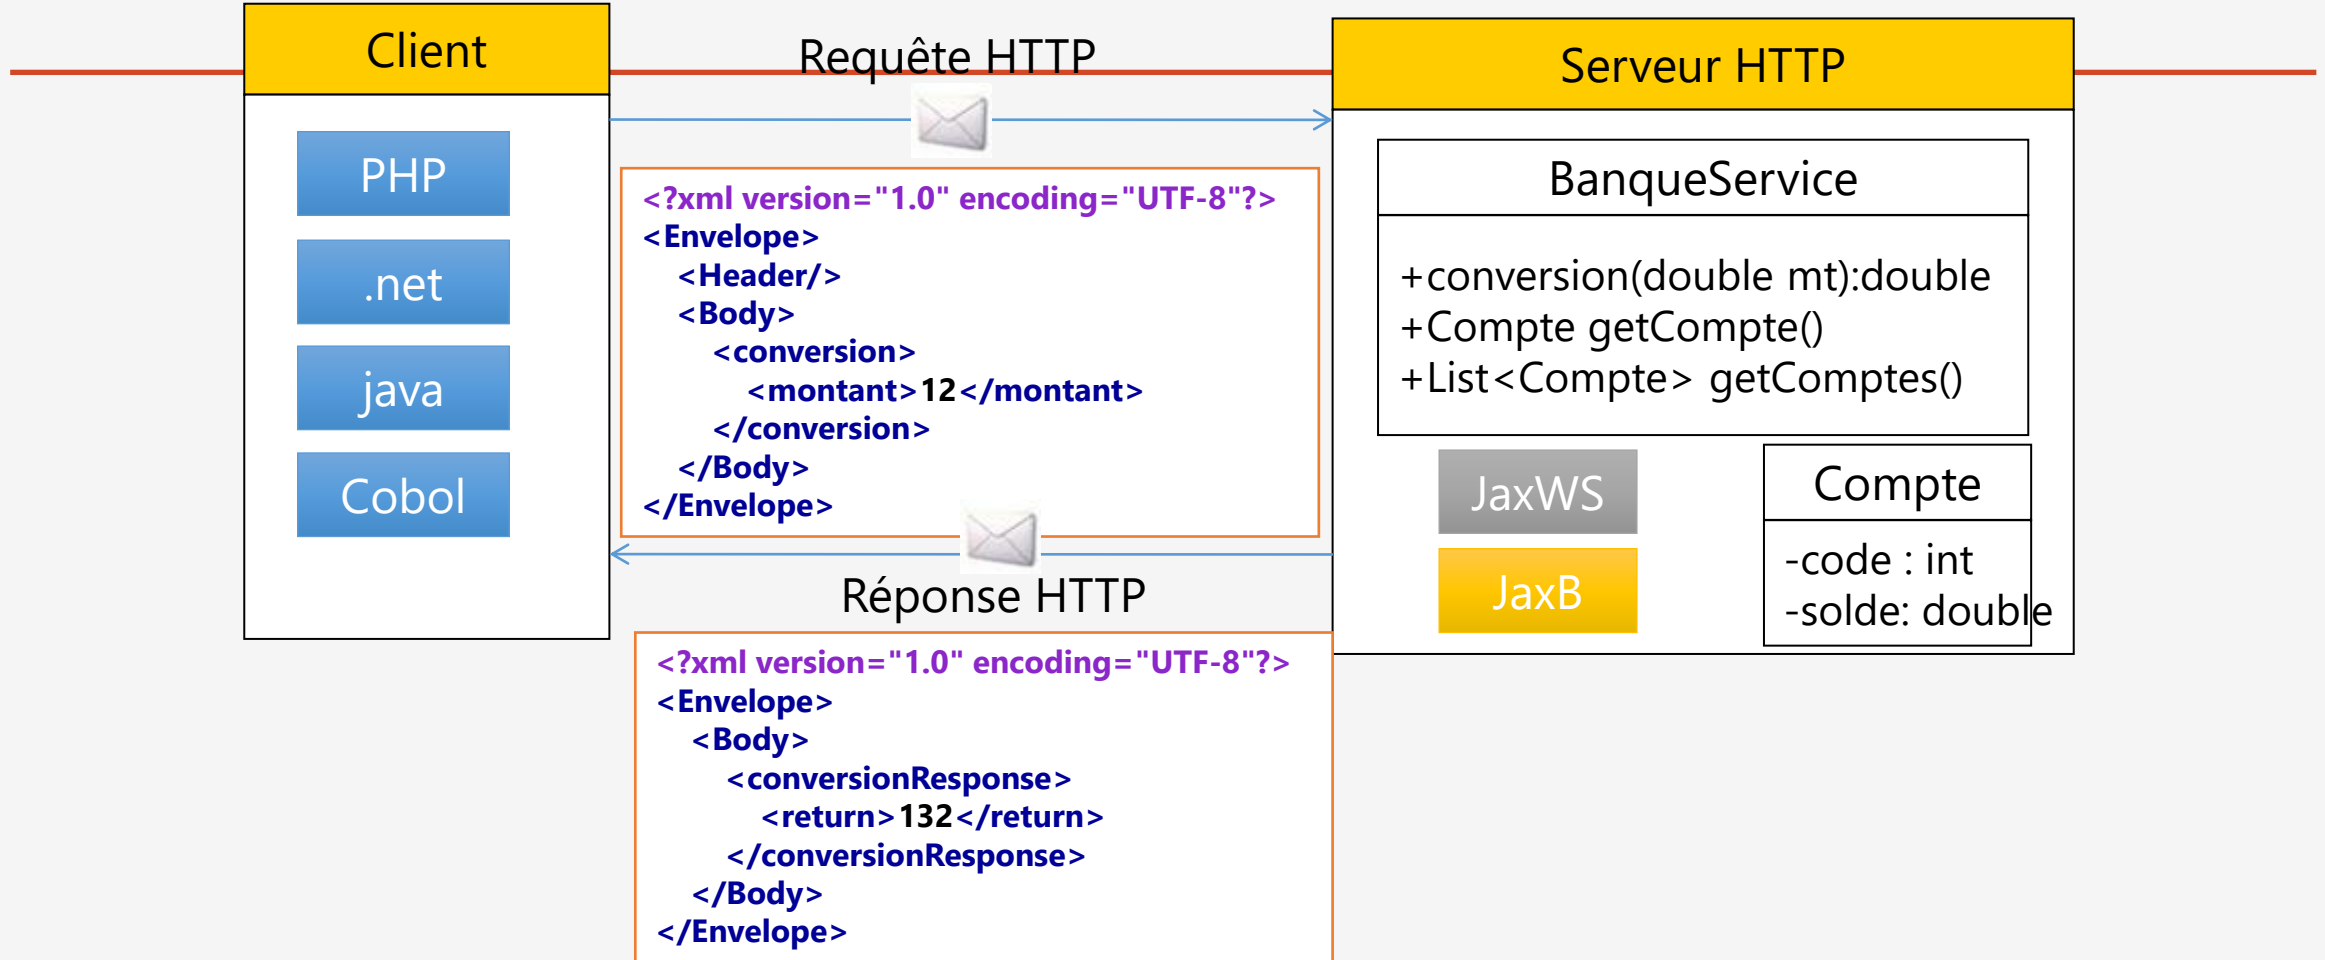 Client
PHP
.net
java
Cobol
Requête HTTP
<?xml version="1.0" encoding="UTF-8"?>
<Envelope>
<Header/>
<Body>
<conversion>
<montant>12</montant>
</conversion>
</Body>
</Envelope>
Réponse HTTP
<?xml version="1.0" encoding="UTF-8"?>
<Envelope>
<Body>
<conversionResponse>
<return>132</return>
</conversionResponse>
</Body>
</Envelope>
Serveur HTTP
BanqueService
+conversion(double mt):double
+Compte getCompte()
+List<Compte> getComptes()
JaxWS
JaxB
Compte
-code : int
-solde: double